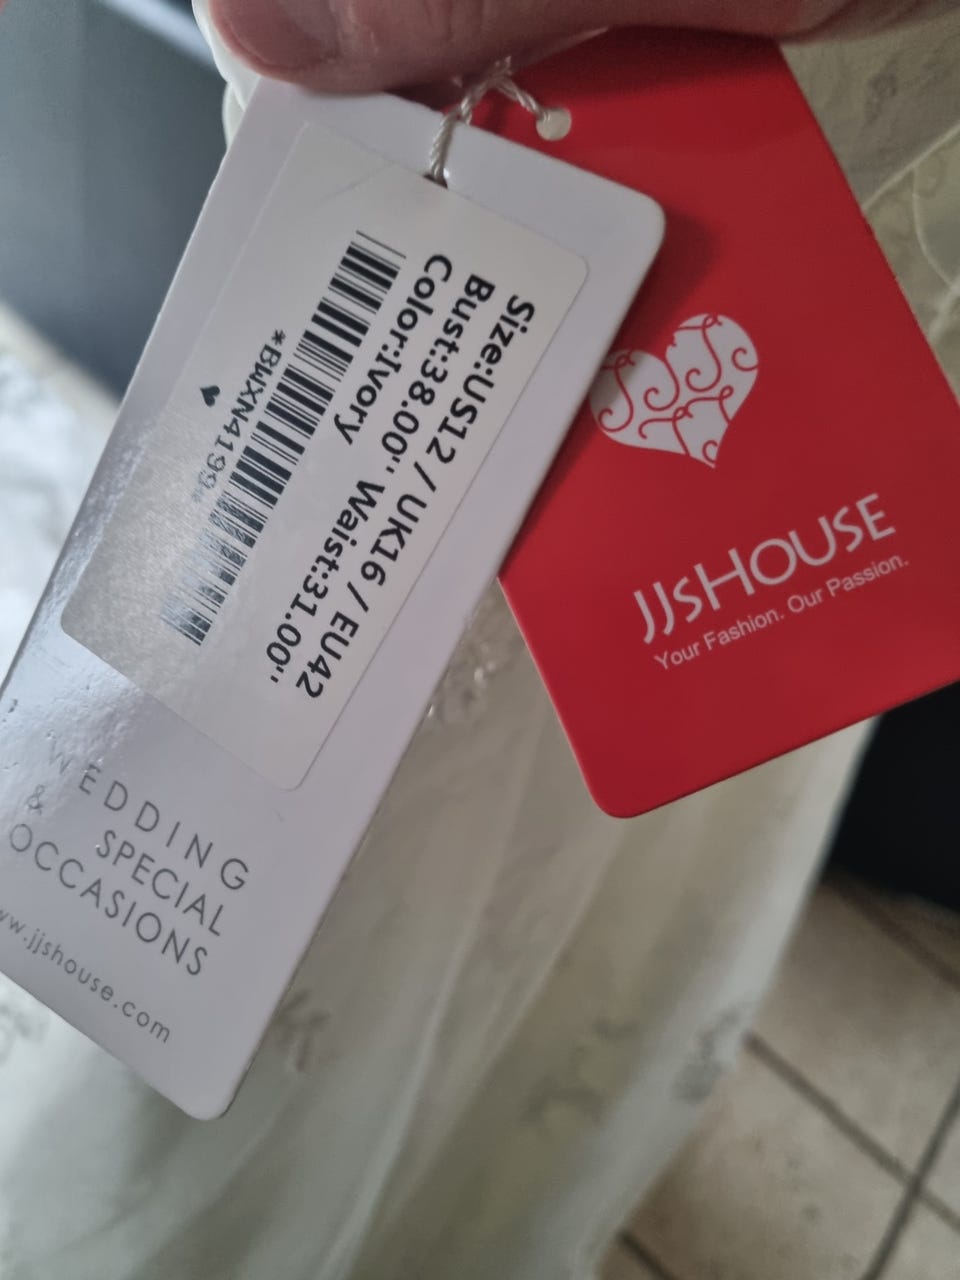 Size:US12 / UK16 / EU42
Bust:38.00" Waist:31.00"
Color:Ivory
*BWXN4199*
WEDDING
& SPECIAL
OCCASIONS
www.jjshouse.com
JJsHOUSE
Your Fashion. Our Passion.